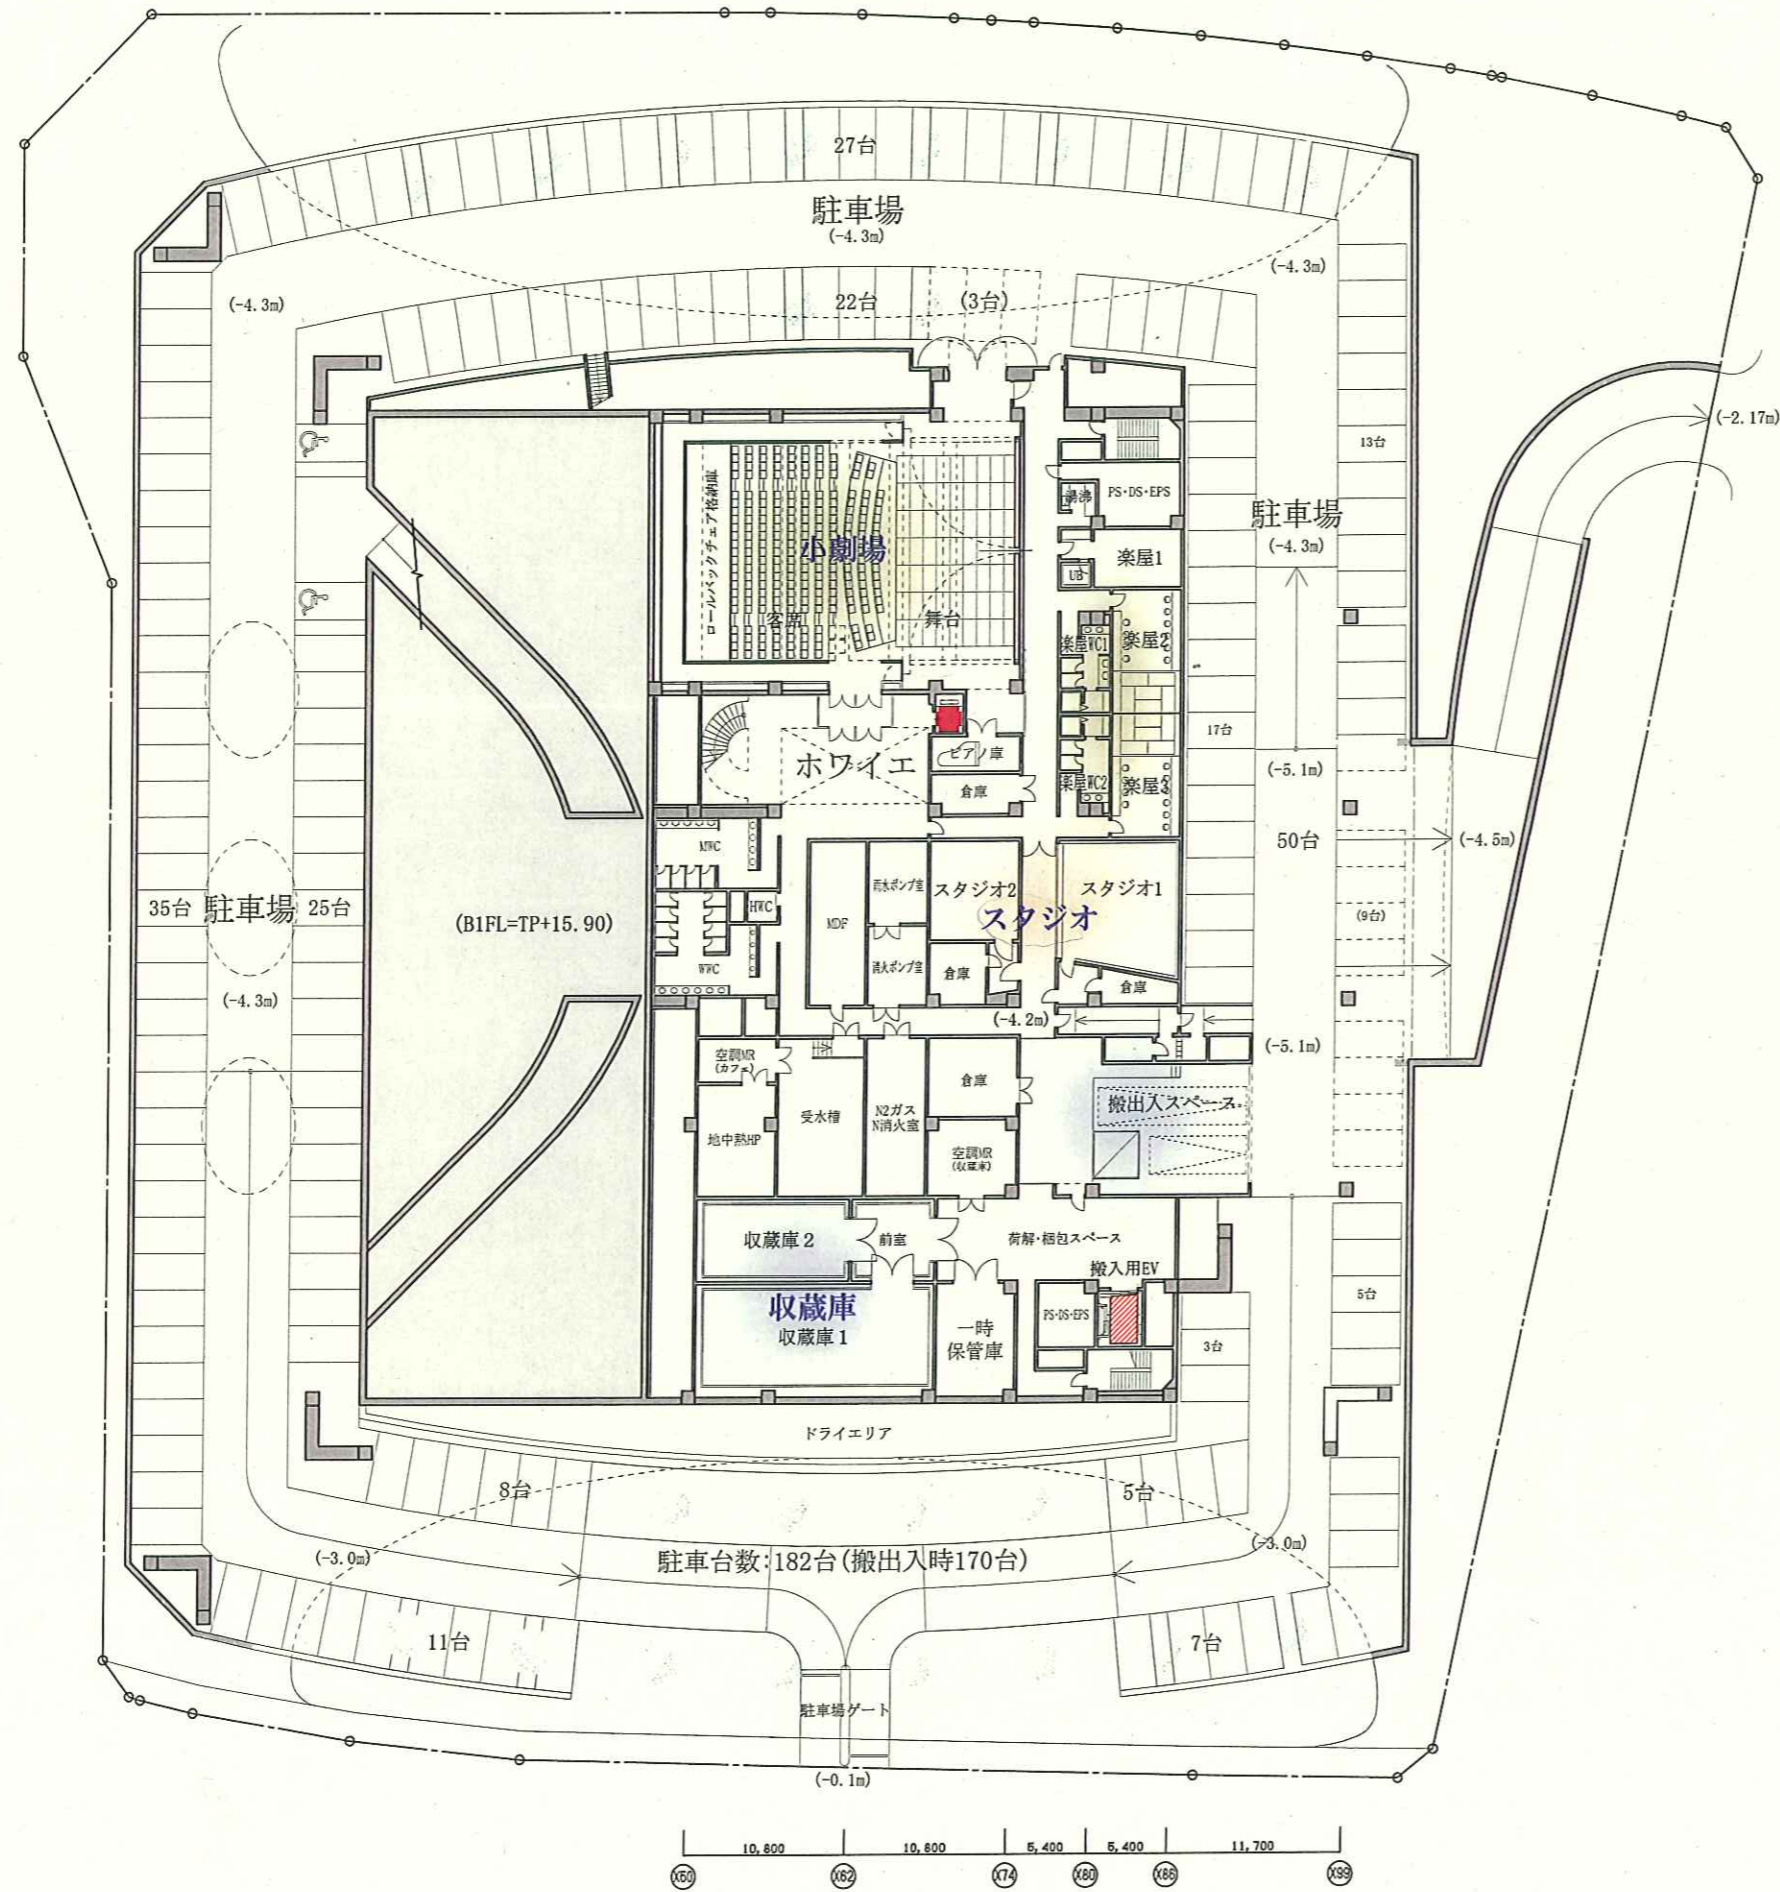 27台
駐車場
(-4.3m)
(-4.3m)
(-4.3m)
22台
(3台)
(-2.17m)
13台
PS・DS・EPS
湯沸
駐車場
(-4.3m)
ロールバックチェア格納庫
小劇場
楽屋1
UB
客席
舞台
楽屋WC1
楽屋2
17台
ホワイエ
ピアノ庫
(-5.1m)
倉庫
楽屋WC2
楽屋3
MWC
50台
(-4.5m)
雨水ポンプ室
スタジオ2
スタジオ1
35台
駐車場
25台
HWC
(9台)
(B1FL=TP+15.90)
MDF
スタジオ
WWC
消火ポンプ室
倉庫
倉庫
(-4.3m)
(-4.2m)
(-5.1m)
空調MR
(カフェ)
倉庫
搬出入スペース
受水槽
N2ガス
N消火室
地中熱HP
空調MR
(収蔵庫)
収蔵庫2
前室
荷解・梱包スペース
搬入用EV
収蔵庫
収蔵庫1
一時
保管庫
PS・DS・EPS
5台
3台
ドライエリア
8台
5台
(-3.0m)
駐車台数:182台(搬出入時170台)
(-3.0m)
11台
7台
駐車場ゲート
(-0.1m)
10,800
10,800
5,400
5,400
11,700
X50
X62
X74
X80
X86
X99